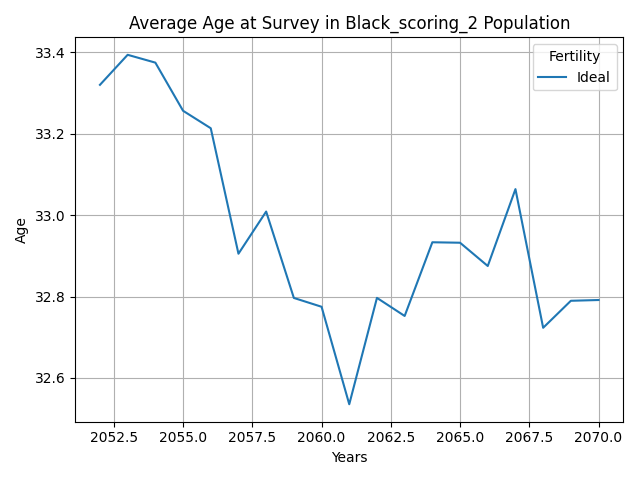 Average Age at Survey in Black_scoring_2 Population
Fertility
Ideal
33.4
33.2
33.0
32.8
32.6
Age
2052.5 2055.0 2057.5 2060.0 2062.5 2065.0 2067.5 2070.0
Years